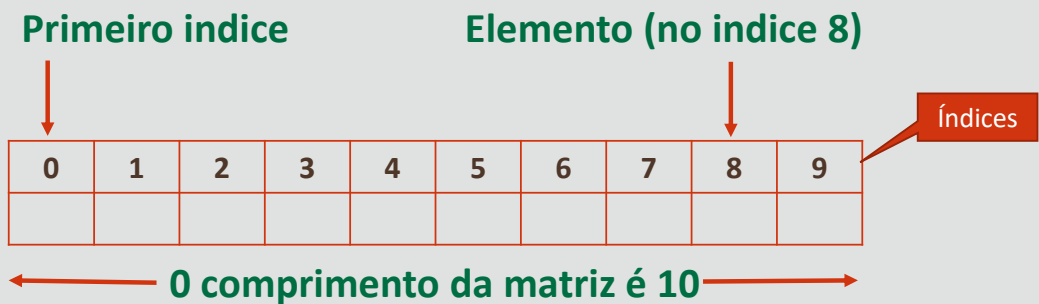 Primeiro indice
Elemento (no indice 8)
Índices
0 1 2 3 4 5 6 7 8 9
0 comprimento da matriz é 10